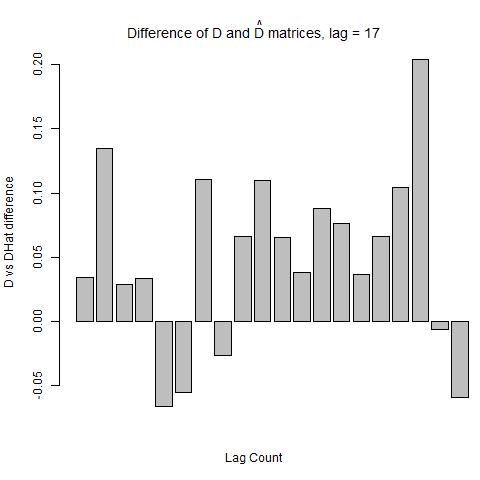 Difference of D and D̂ matrices, lag = 17
0.20
0.15
0.10
0.05
0.00
-0.05
D vs DHat difference
Lag Count